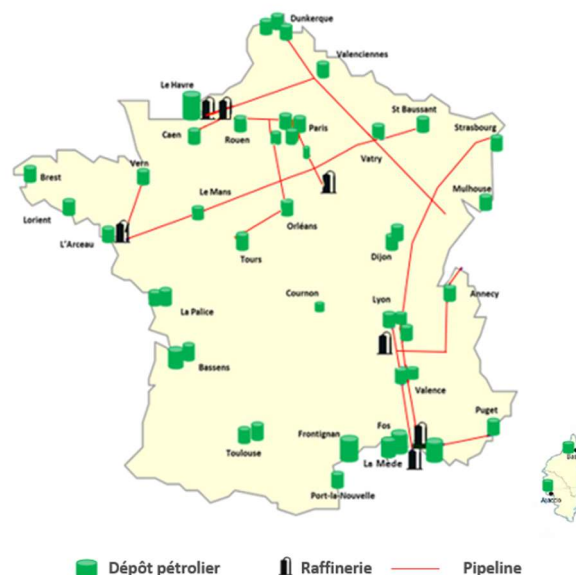 Dunkerque
Valenciennes
Le Havre
St Baussant
Strasbourg
Caen
Rouen
Paris
Vatry
Vern
Brest
Le Mans
Mulhouse
Lorient
Orléans
L'Arceau
Tours
Dijon
Cournon
Lyon
Annecy
La Palice
Bassens
Valence
Puget
Fos
Frontignan
Toulouse
La Mède
Port-la-Nouvelle
Ajaccio
Dépôt pétrolier
Raffinerie
Pipeline